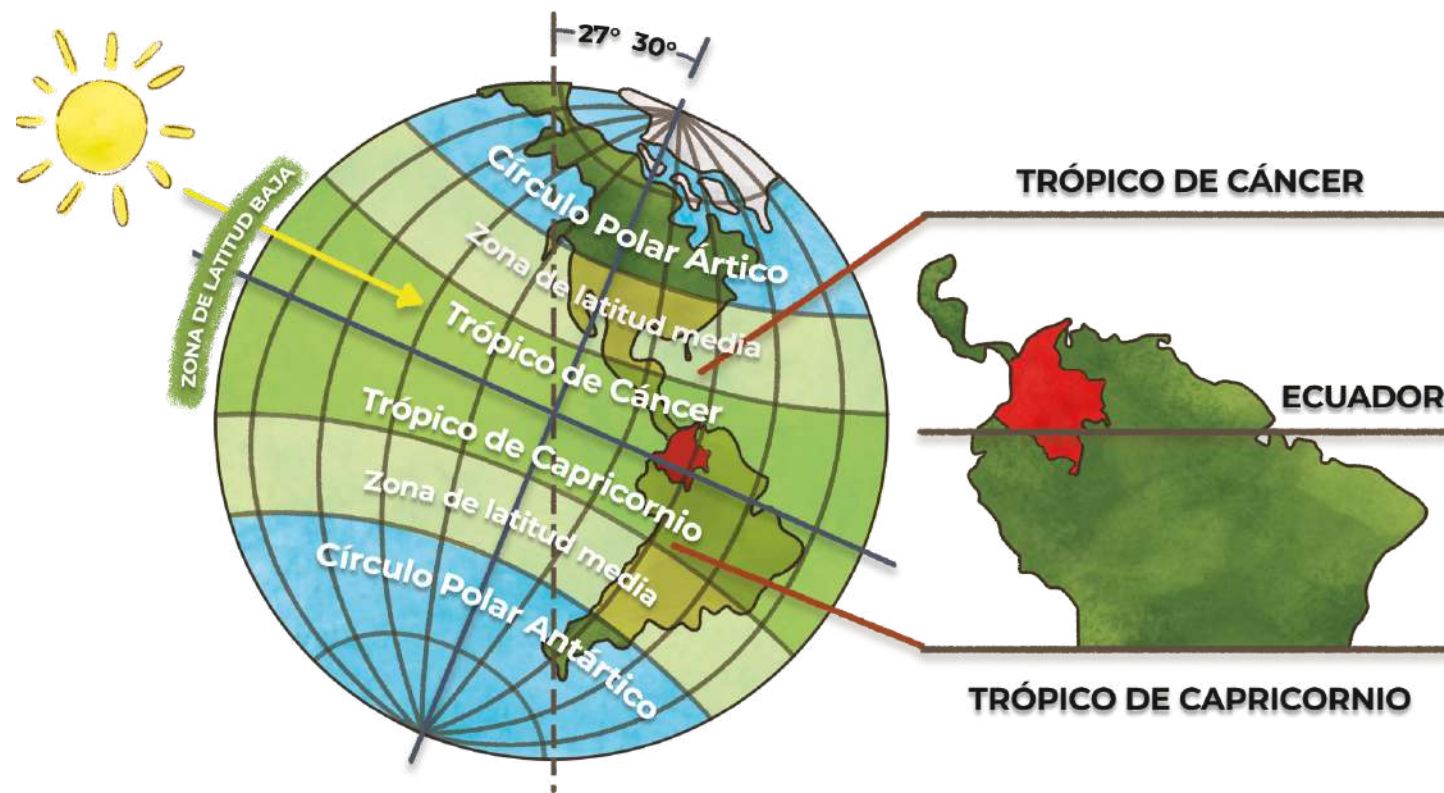 27° 30°
ZONA DE LATITUD BAJA
Círculo Polar Ártico
Zona de latitud media
Trópico de Cáncer
Trópico de Capricornio
Zona de latitud media
Círculo Polar Antártico
TRÓPICO DE CÁNCER
ECUADOR
TRÓPICO DE CAPRICORNIO